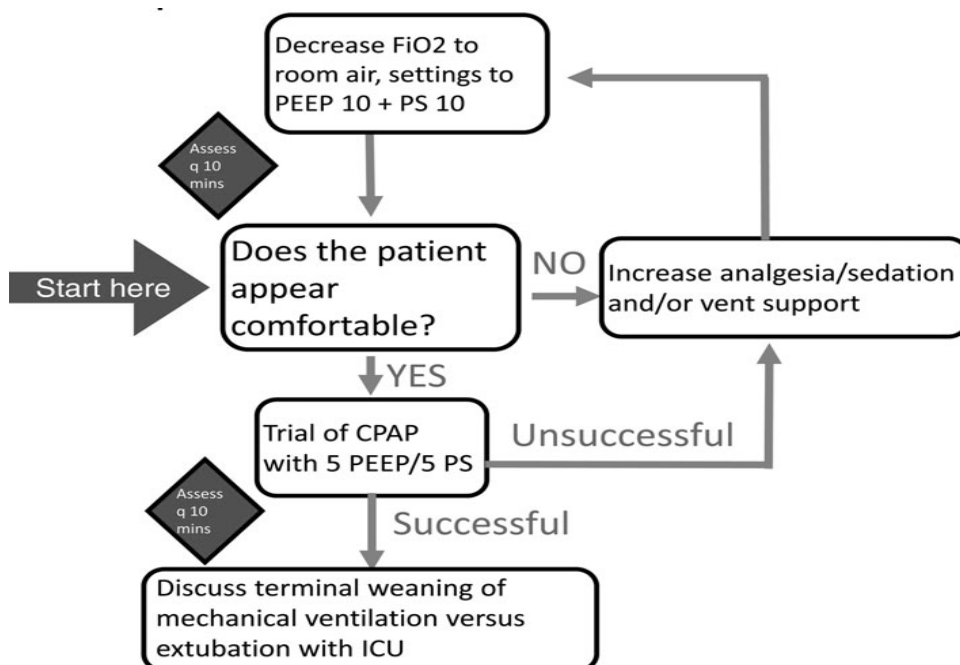 Decrease FiO2 to
room air, settings to
PEEP 10 + PS 10
Assess
q 10
mins
Start here
Does the patient
appear
comfortable?
NO
Increase analgesia/sedation
and/or vent support
YES
Trial of CPAP
with 5 PEEP/5 PS
Unsuccessful
Assess
q 10
mins
Successful
Discuss terminal weaning of
mechanical ventilation versus
extubation with ICU